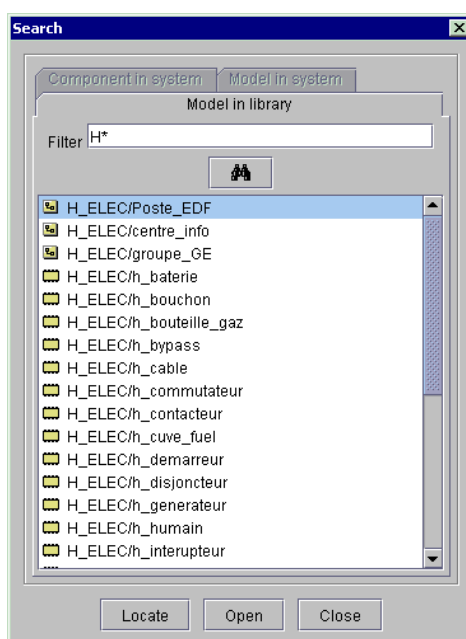 Search
Component in system Model in system
Model in library
Filter H*
H_ELEC/Poste_EDF
H_ELEC/centre_info
H_ELEC/groupe_GE
H_ELEC/h_baterie
H_ELEC/h_bouchon
H_ELEC/h_bouteille_gaz
H_ELEC/h_bypass
H_ELEC/h_cable
H_ELEC/h_commutateur
H_ELEC/h_contacteur
H_ELEC/h_cuve_fuel
H_ELEC/h_demarreur
H_ELEC/h_disjoncteur
H_ELEC/h_generateur
H_ELEC/h_humain
H_ELEC/h_interupteur
Locate Open Close